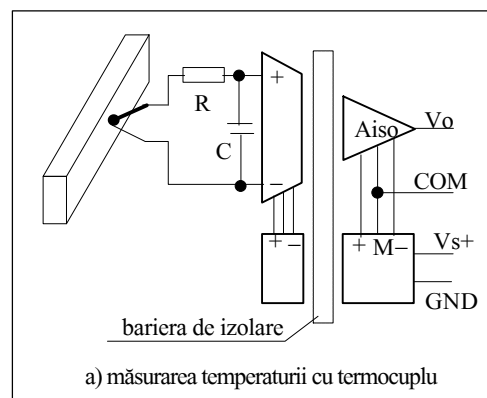 +
R
Aiso
Vo
C
−
COM
+ −
+ M−
Vs+
GND
bariera de izolare
a) măsurarea temperaturii cu termocuplu